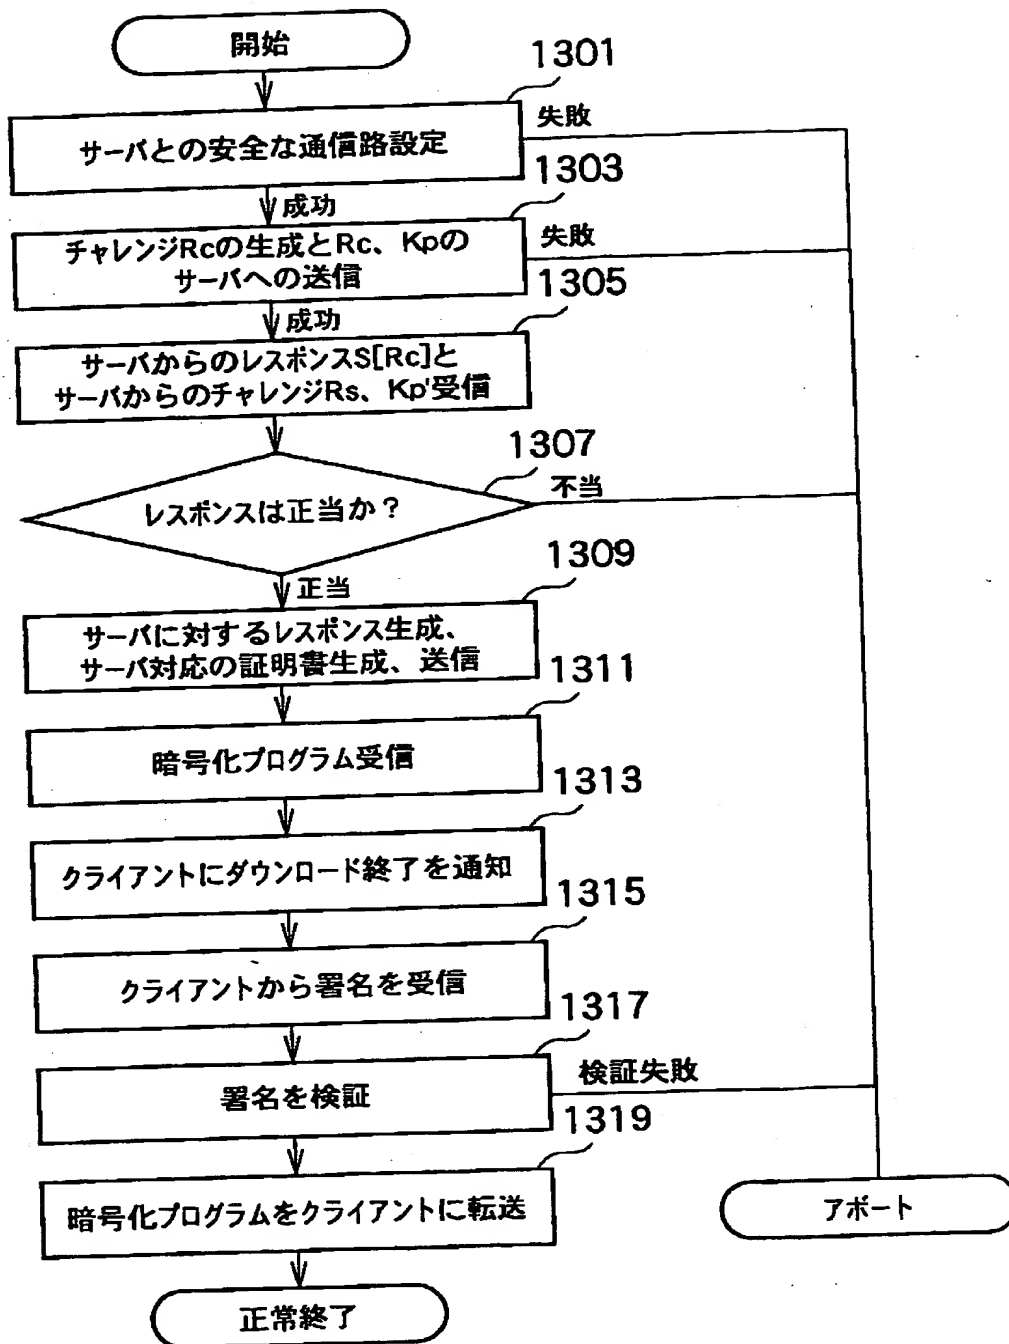 開始
1301
サーバとの安全な通信路設定
失敗
成功
1303
チャレンジRcの生成とRc、Kpの
サーバへの送信
失敗
成功
1305
サーバからのレスポンスS[Rc]と
サーバからのチャレンジRs、Kp'受信
1307
レスポンスは正当か？
不当
正当
1309
サーバに対するレスポンス生成、
サーバ対応の証明書生成、送信
1311
暗号化プログラム受信
1313
クライアントにダウンロード終了を通知
1315
クライアントから署名を受信
1317
署名を検証
検証失敗
1319
暗号化プログラムをクライアントに転送
アボート
正常終了